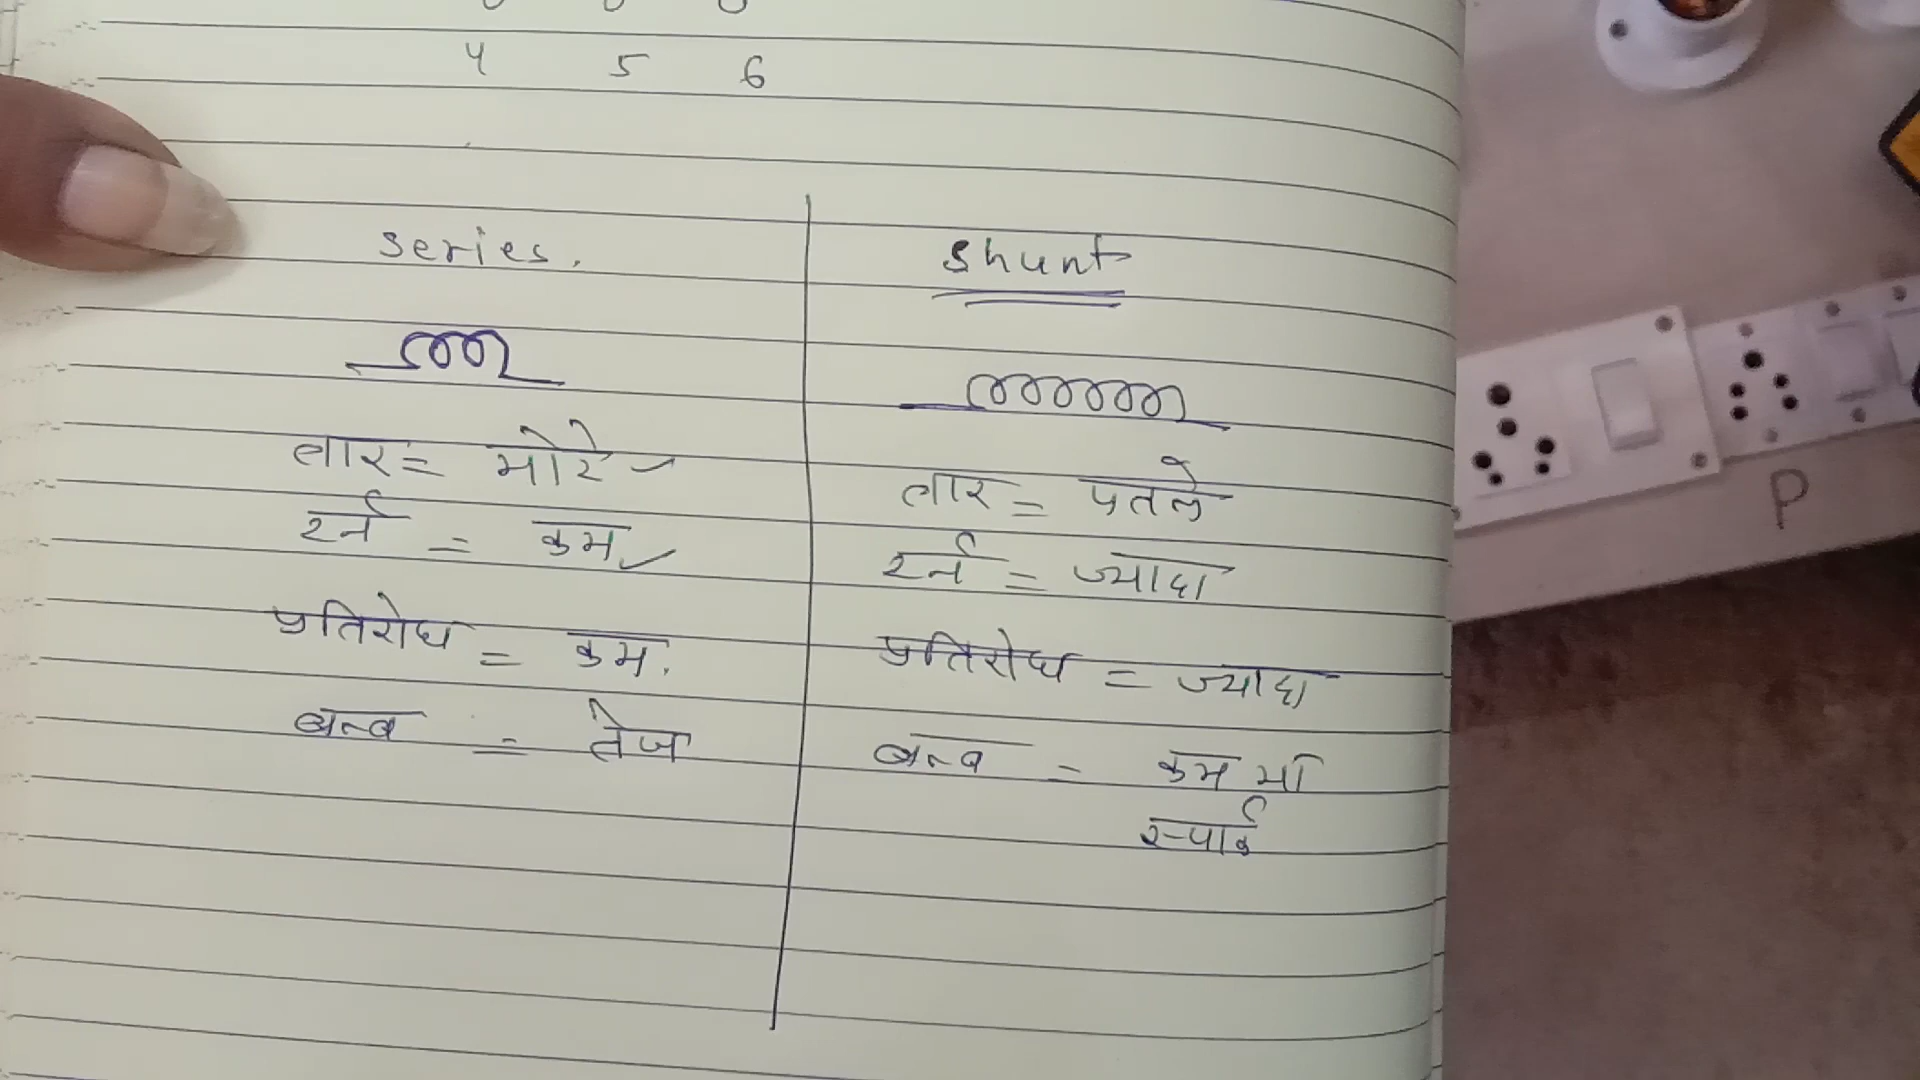 4 5 6
series.
तार = मोटे
टर्न = कम
प्रतिरोध = कम.
बल्ब = तेज
shunt
तार = पतले
टर्न = ज्यादा
प्रतिरोध = ज्यादा
बल्ब = कम या
स्पार्क
P